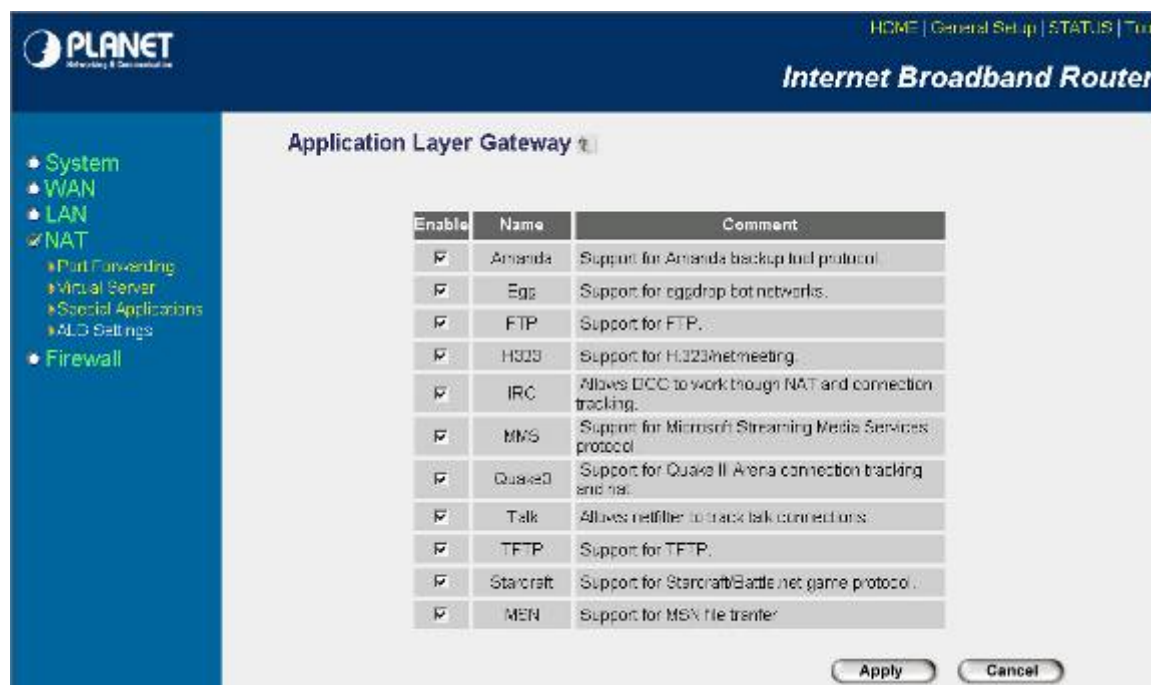 PLANET
Networking & Communication
HOME | General Setup | STATUS | Too
Internet Broadband Router
System
WAN
LAN
NAT
Port Forwarding
Virtual Server
Special Applications
ALG Settings
Firewall
Application Layer Gateway
Enable Name Comment
Amanda Support for Amanda backup tool protocol.
Egg Support for eggdrop bot networks.
FTP Support for FTP.
H323 Support for H.323/netmeeting.
IRC Allows DCC to work though NAT and connection
tracking.
MMS Support for Microsoft Streaming Media Services
protocol
Quake3 Support for Quake III Arena connection tracking
and nat
Talk Allows netfilter to track talk connections.
TFTP Support for TFTP.
Starcraft Support for Starcraft/Battle.net game protocol.
MSN Support for MSN file tranfer
Apply Cancel